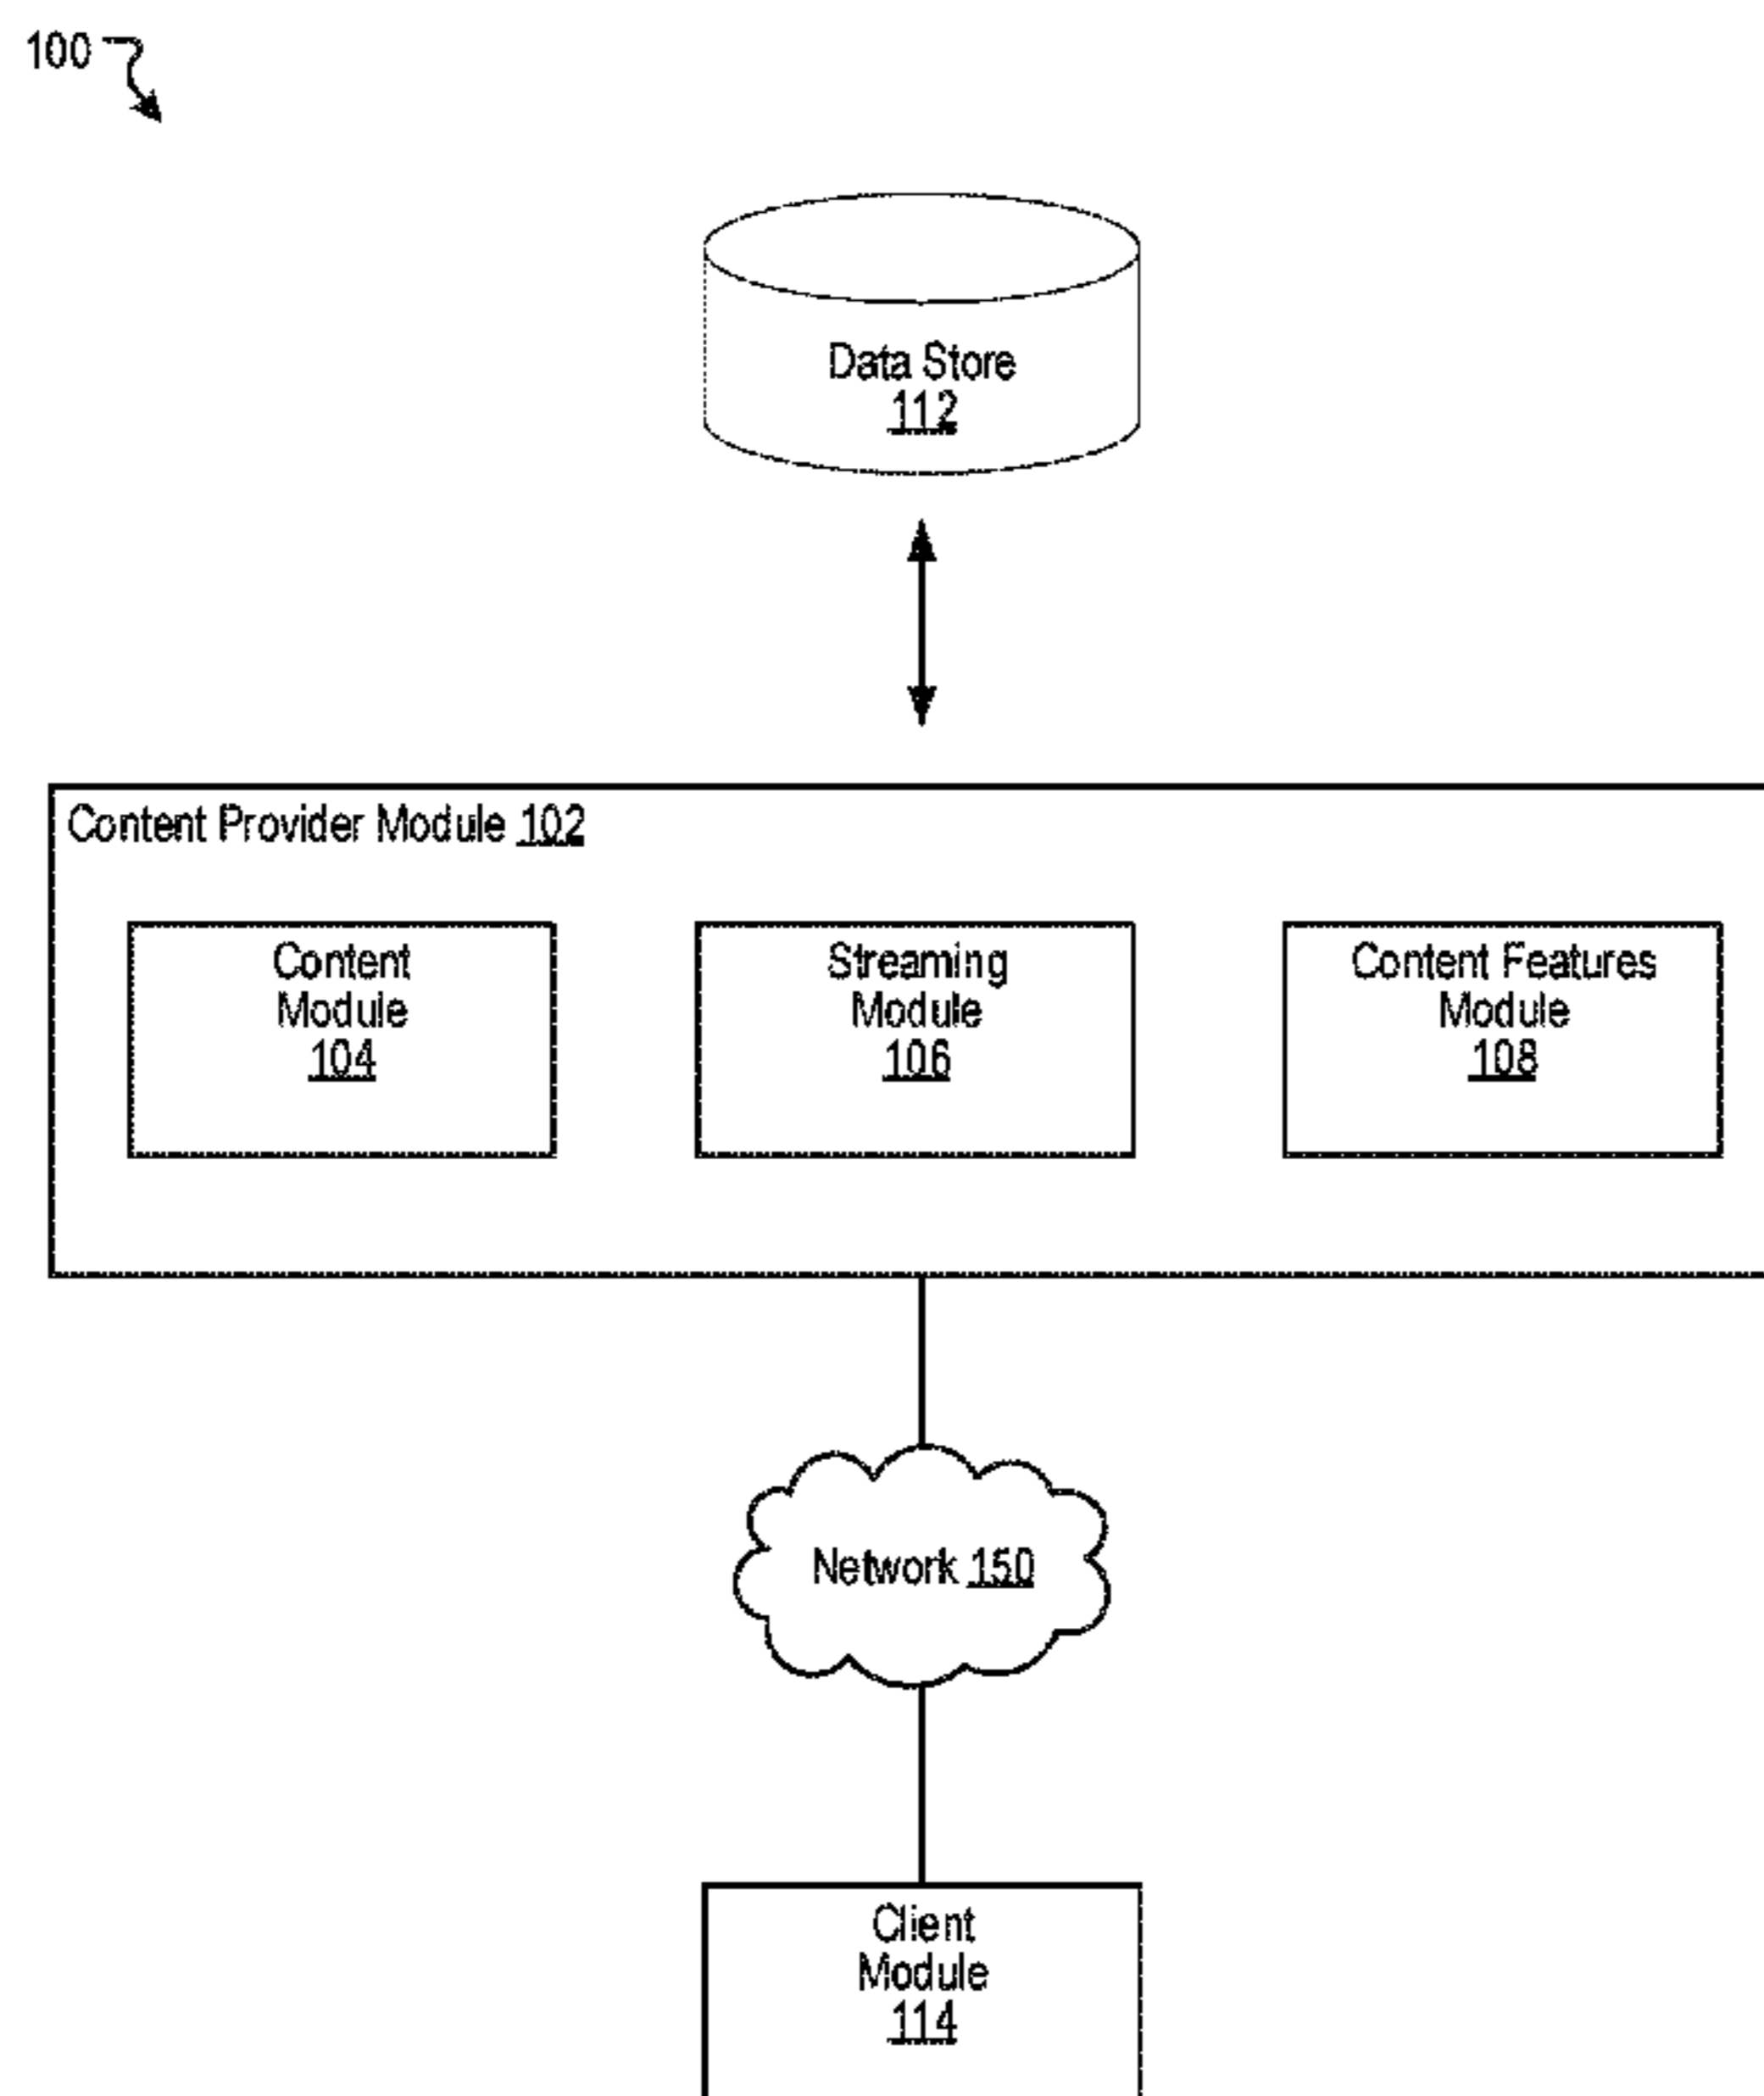 100
Data Store
112
Content Provider Module 102
Content
Module
104
Streaming
Module
106
Content Features
Module
108
Network 150
Client
Module
114